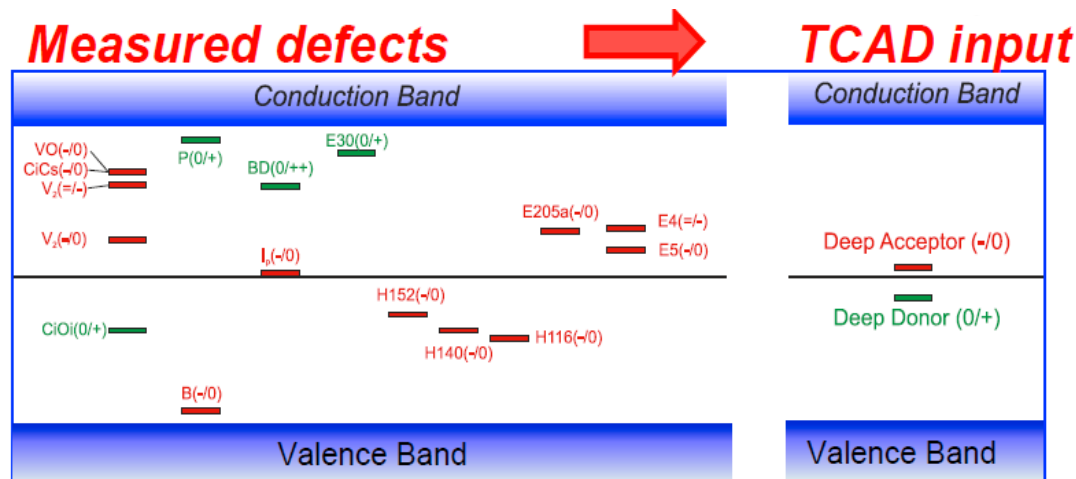 Measured defects
TCAD input
Conduction Band
Conduction Band
VO(-/0)
CiCs(-/0)
V₂(=/-)
V₂(-/0)
P(0/+)
BD(0/++)
E30(0/+)
E205a(-/0)
E4(=/-)
E5(-/0)
Iₚ(-/0)
Deep Acceptor (-/0)
H152(-/0)
CiOi(0/+)
H140(-/0)
H116(-/0)
Deep Donor (0/+)
B(-/0)
Valence Band
Valence Band